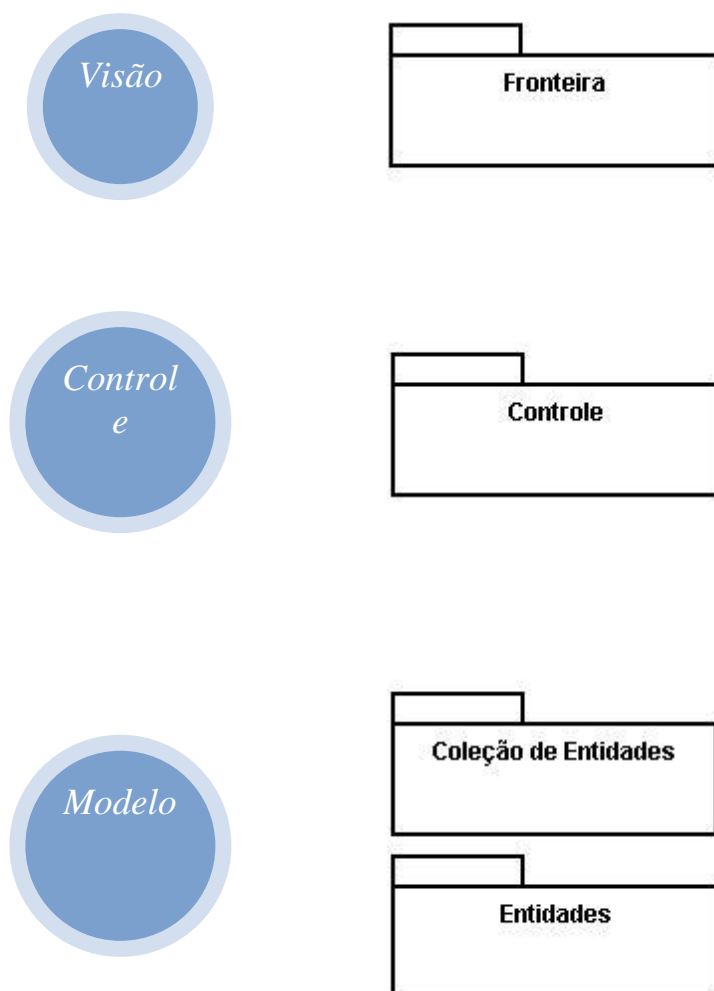 Visão
Fronteira
Control
e
Controle
Coleção de Entidades
Modelo
Entidades